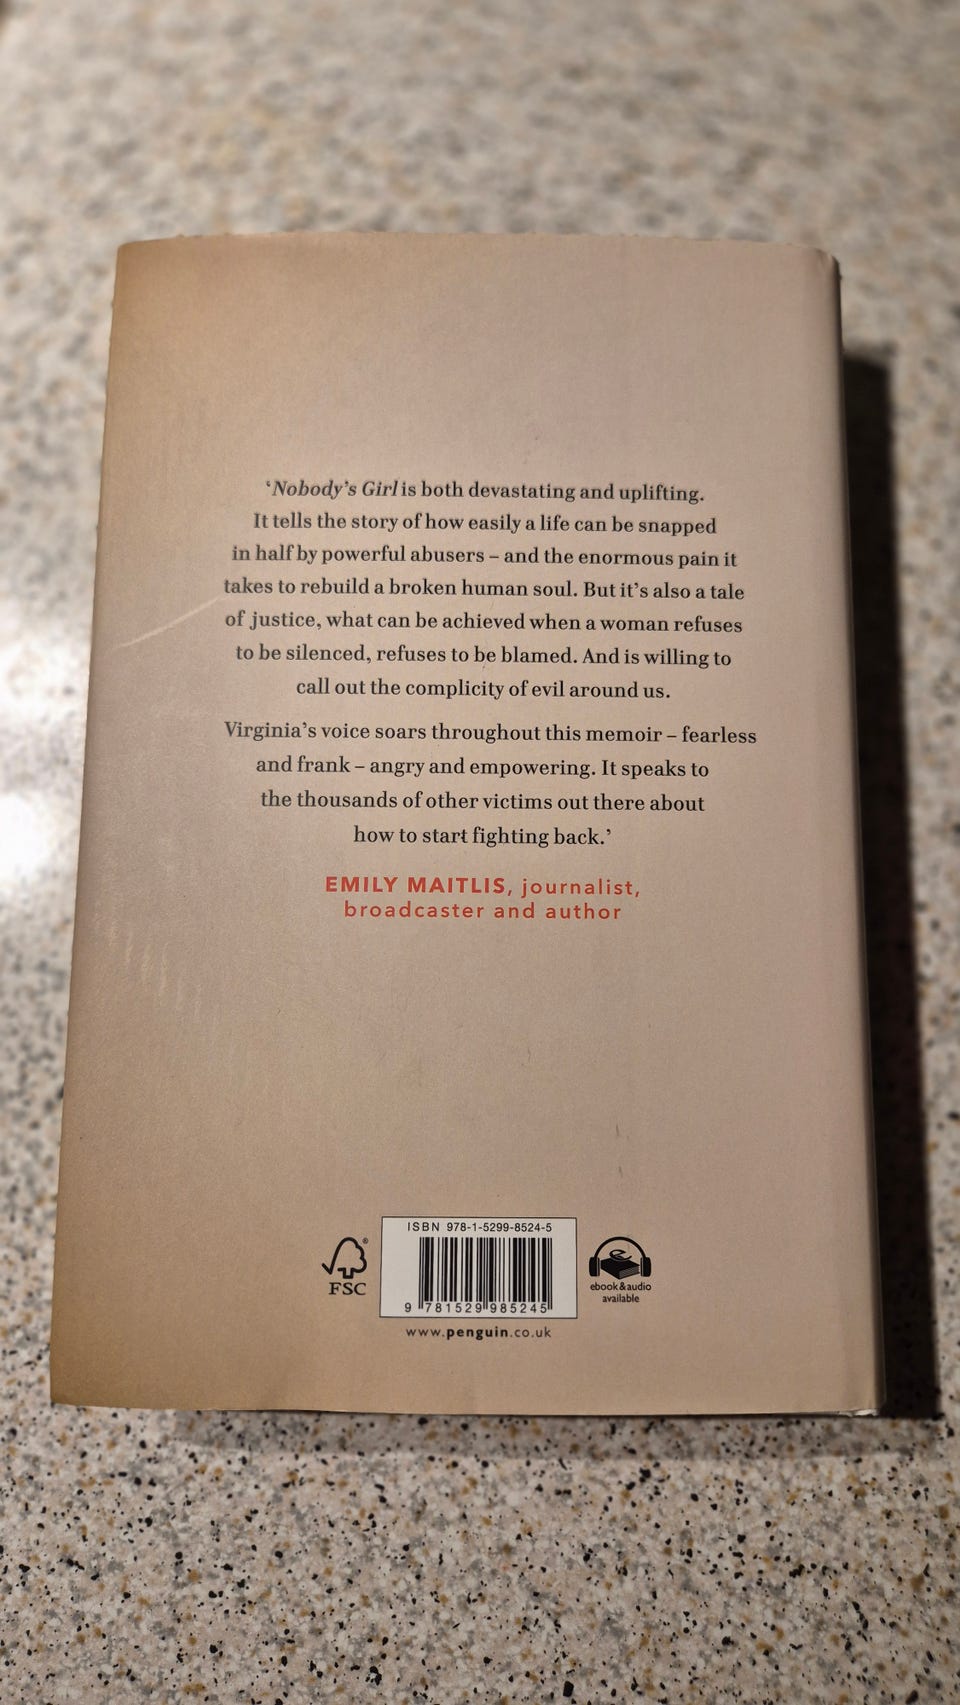 ‘Nobody’s Girl is both devastating and uplifting.
It tells the story of how easily a life can be snapped
in half by powerful abusers – and the enormous pain it
takes to rebuild a broken human soul. But it’s also a tale
of justice, what can be achieved when a woman refuses
to be silenced, refuses to be blamed. And is willing to
call out the complicity of evil around us.
Virginia’s voice soars throughout this memoir – fearless
and frank – angry and empowering. It speaks to
the thousands of other victims out there about
how to start fighting back.’
EMILY MAITLIS, journalist,
broadcaster and author
ISBN 978-1-5299-8524-5
9 781529 985245
FSC
®
ebook & audio
available
www.penguin.co.uk